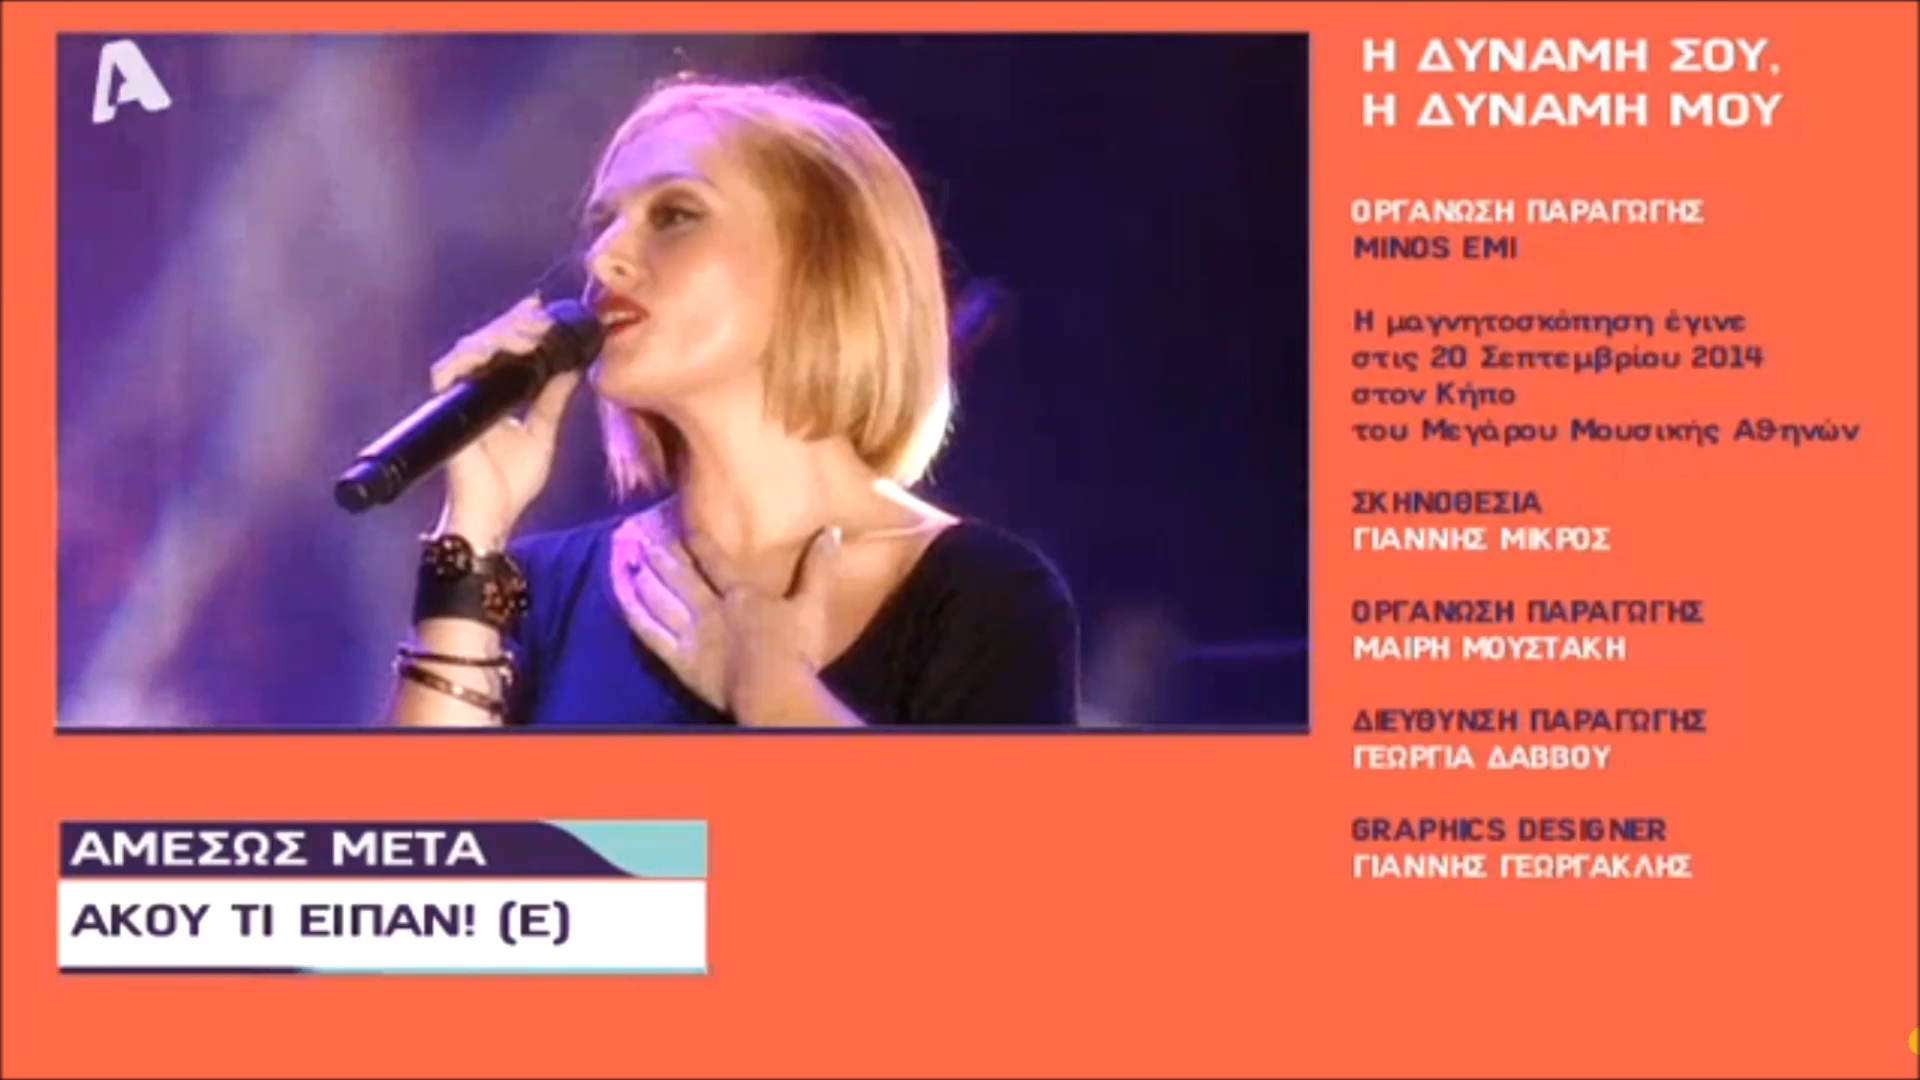 Η ΔΥΝΑΜΗ ΣΟΥ,
Η ΔΥΝΑΜΗ ΜΟΥ
ΟΡΓΑΝΩΣΗ ΠΑΡΑΓΩΓΗΣ
MINOS EMI
Η μαγνητοσκόπηση έγινε
στις 20 Σεπτεμβρίου 2014
στον Κήπο
του Μεγάρου Μουσικής Αθηνών
ΣΚΗΝΟΘΕΣΙΑ
ΓΙΑΝΝΗΣ ΜΙΚΡΟΣ
ΟΡΓΑΝΩΣΗ ΠΑΡΑΓΩΓΗΣ
ΜΑΙΡΗ ΜΟΥΣΤΑΚΗ
ΔΙΕΥΘΥΝΣΗ ΠΑΡΑΓΩΓΗΣ
ΓΕΩΡΓΙΑ ΔΑΒΒΟΥ
GRAPHICS DESIGNER
ΓΙΑΝΝΗΣ ΓΕΩΡΓΑΚΛΗΣ
ΑΜΕΣΩΣ ΜΕΤΑ
ΑΚΟΥ ΤΙ ΕΙΠΑΝ! (Ε)